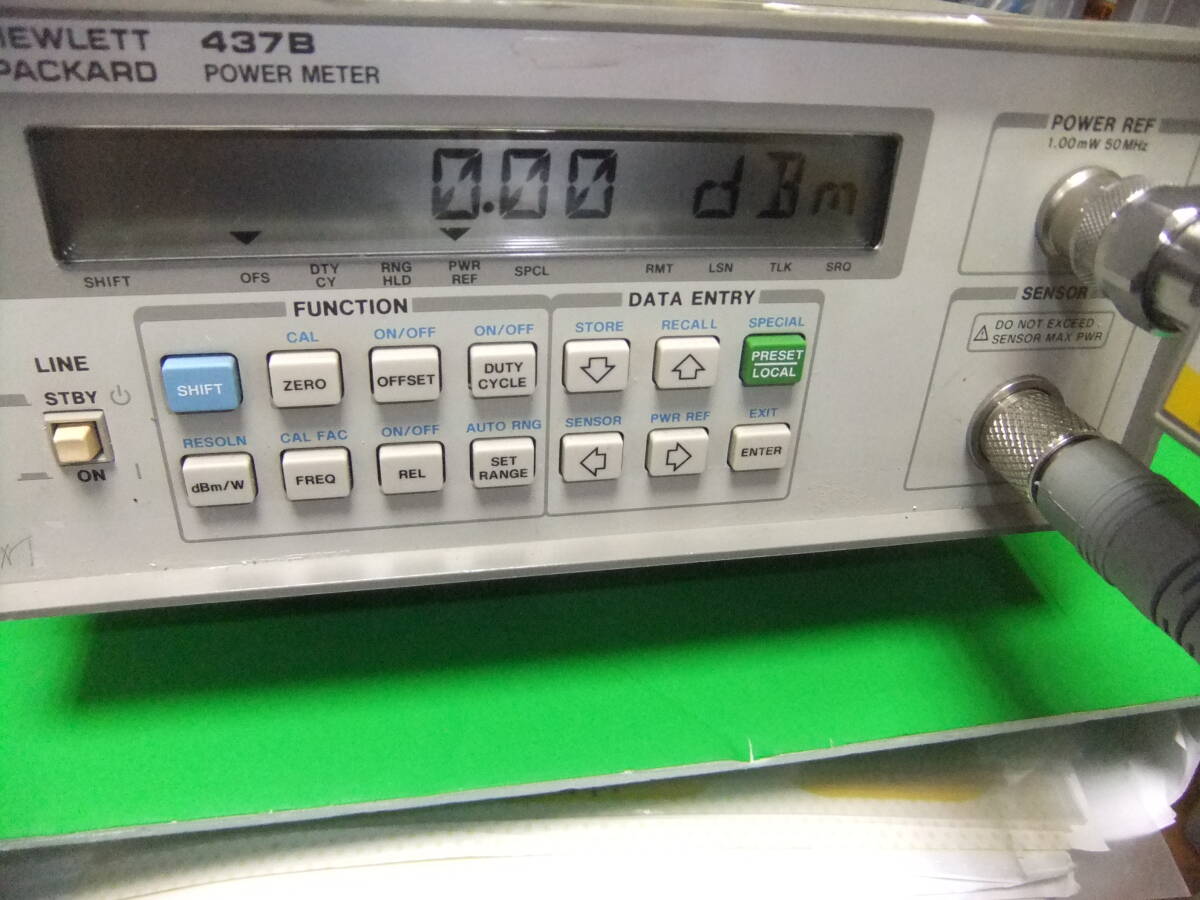 HEWLETT
PACKARD
437B
POWER METER
0.00 dBm
SHIFT OFS DTY CY RNG HLD PWR REF SPCL RMT LSN TLK SRQ
POWER REF
1.00mW 50MHz
SENSOR
DO NOT EXCEED
SENSOR MAX PWR
LINE
STBY
ON
FUNCTION
CAL ON/OFF ON/OFF
SHIFT ZERO OFFSET DUTY CYCLE
RESOLN CAL FAC ON/OFF AUTO RNG
dBm/W FREQ REL SET RANGE
DATA ENTRY
STORE RECALL SPECIAL
PRESET
LOCAL
SENSOR PWR REF EXIT
ENTER